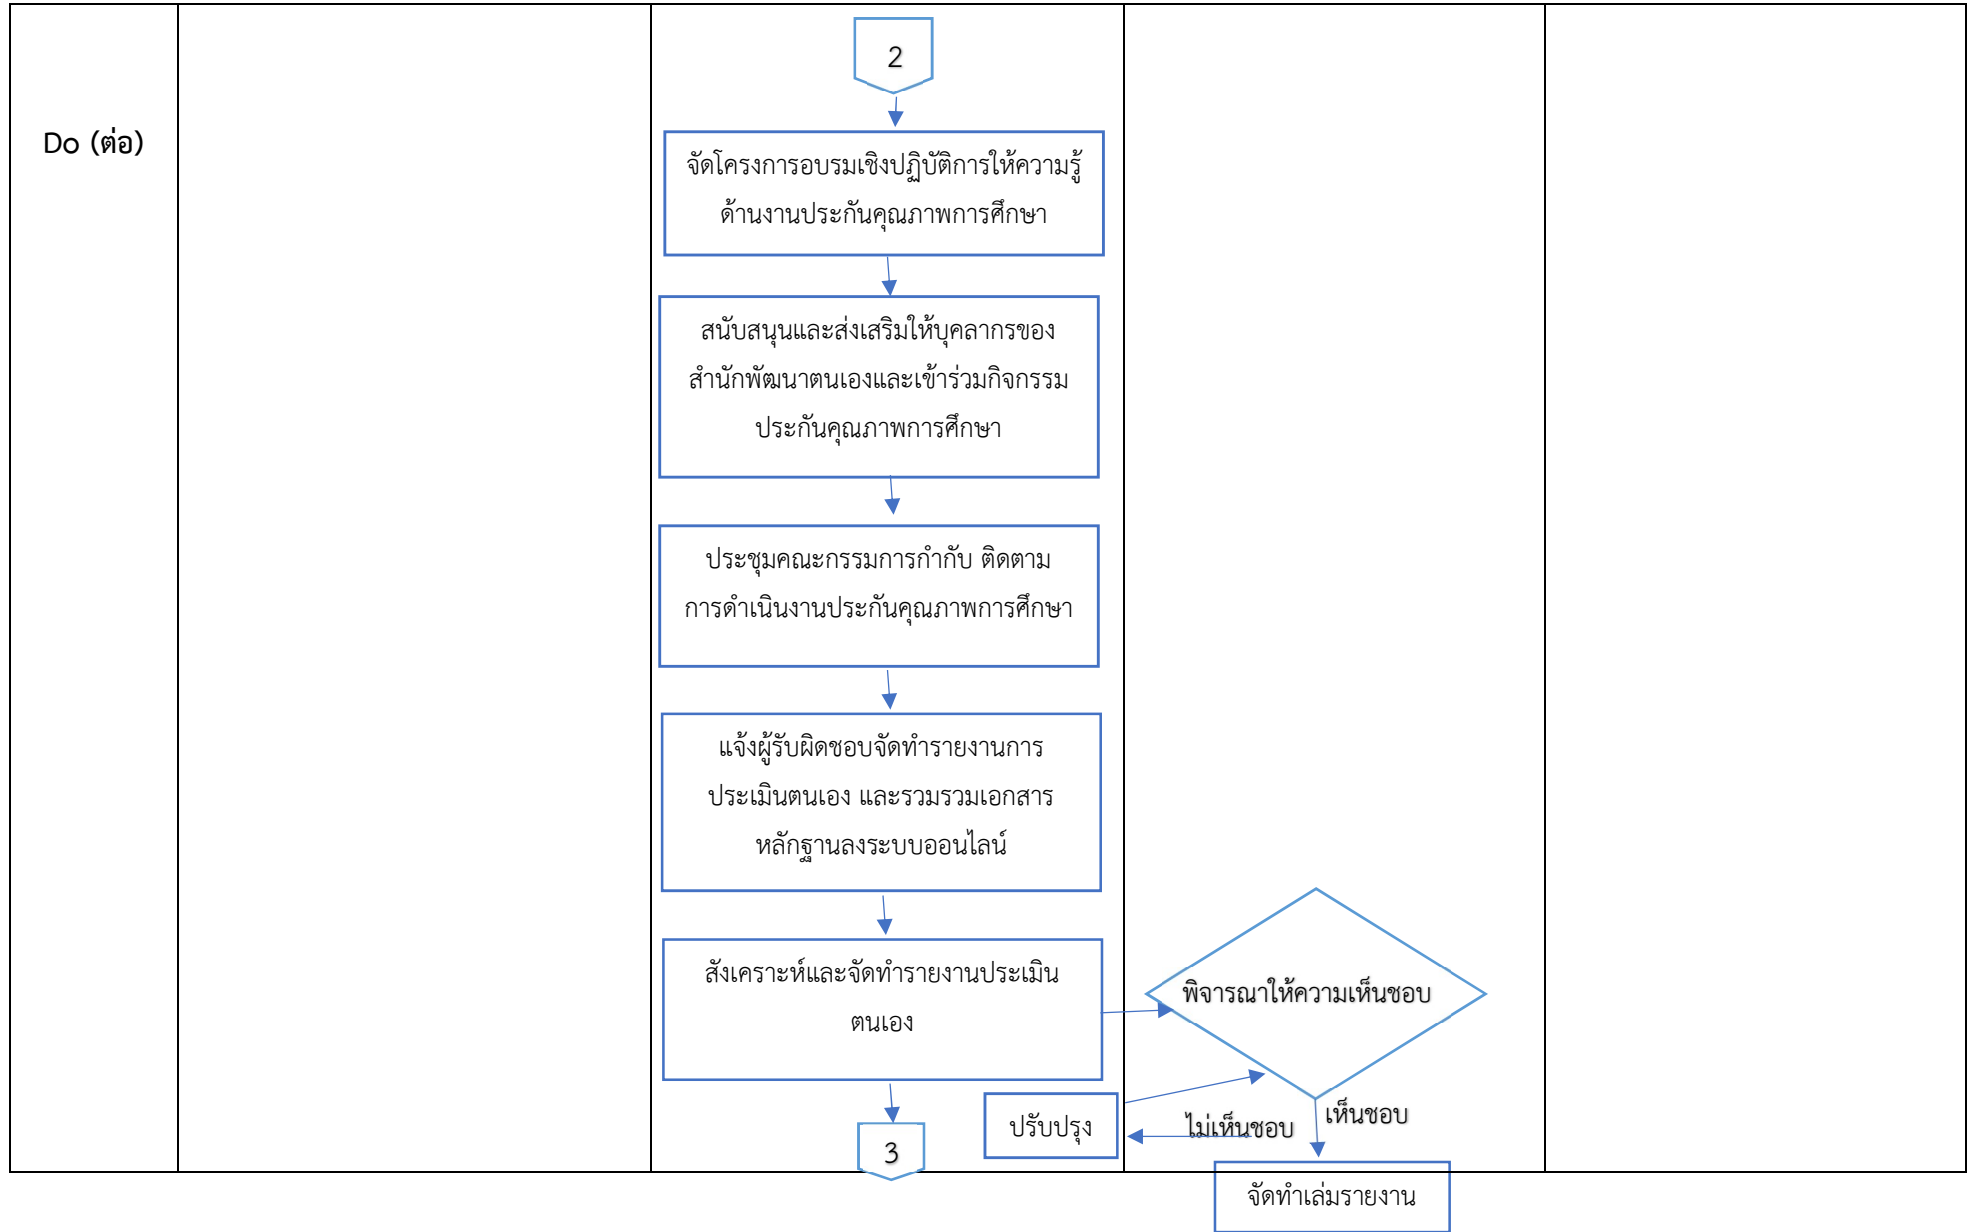 2
Do (ต่อ)
จัดโครงการอบรมเชิงปฏิบัติการให้ความรู้
ด้านงานประกันคุณภาพการศึกษา
สนับสนุนและส่งเสริมให้บุคลากรของ
สำนักพัฒนาตนเองและเข้าร่วมกิจกรรม
ประกันคุณภาพการศึกษา
ประชุมคณะกรรมการกำกับ ติดตาม
การดำเนินงานประกันคุณภาพการศึกษา
แจ้งผู้รับผิดชอบจัดทำรายงานการ
ประเมินตนเอง และรวมรวมเอกสาร
หลักฐานลงระบบออนไลน์
สังเคราะห์และจัดทำรายงานประเมิน
ตนเอง
พิจารณาให้ความเห็นชอบ
ปรับปรุง
ไม่เห็นชอบ
เห็นชอบ
3
จัดทำเล่มรายงาน